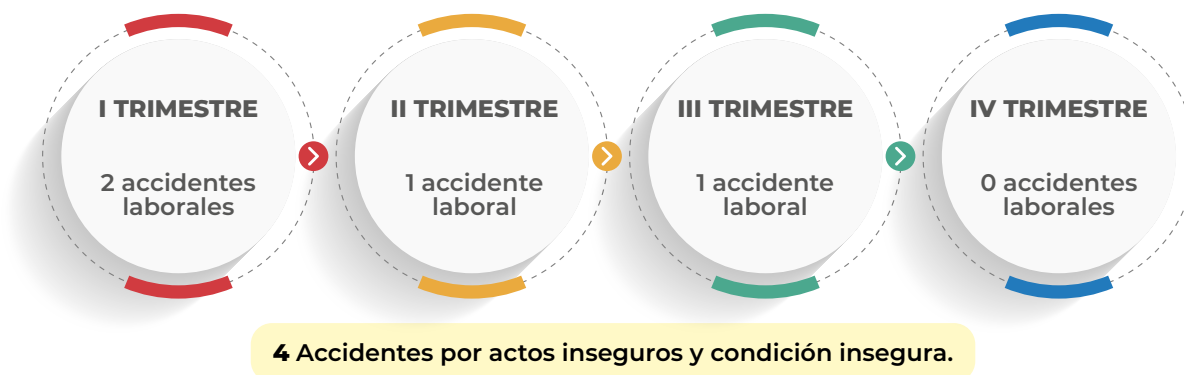 I TRIMESTRE
2 accidentes
laborales
II TRIMESTRE
1 accidente
laboral
III TRIMESTRE
1 accidente
laboral
IV TRIMESTRE
0 accidentes
laborales
4 Accidentes por actos inseguros y condición insegura.